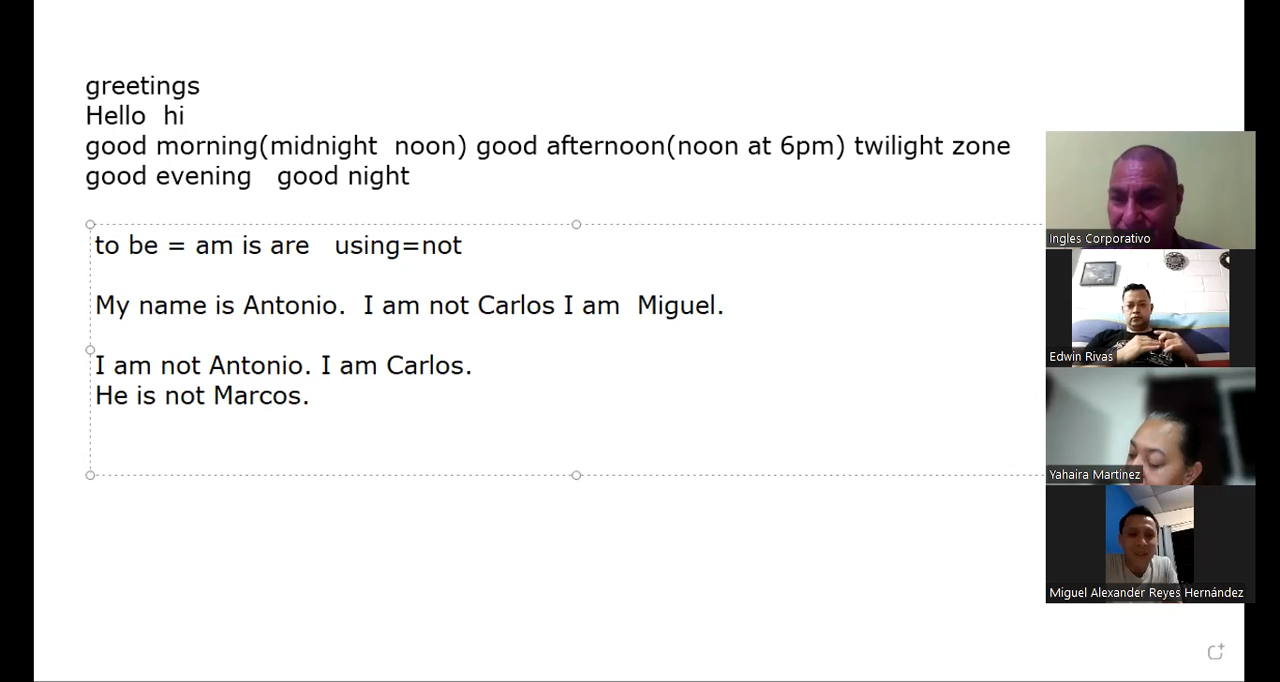 greetings
Hello  hi
good morning(midnight  noon) good afternoon(noon at 6pm) twilight zone
good evening   good night
to be = am is are   using=not
My name is Antonio.  I am not Carlos I am  Miguel.
I am not Antonio. I am Carlos.
He is not Marcos.
Ingles Corporativo
Edwin Rivas
Yahaira Martinez
Miguel Alexander Reyes Hernández